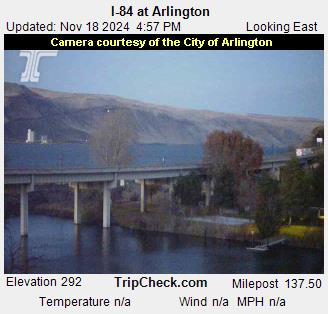 I-84 at Arlington
Updated: Nov 18 2024 4:57 PM Looking East
Camera courtesy of the City of Arlington
Elevation 292 TripCheck.com Milepost 137.50
Temperature n/a Wind n/a MPH n/a